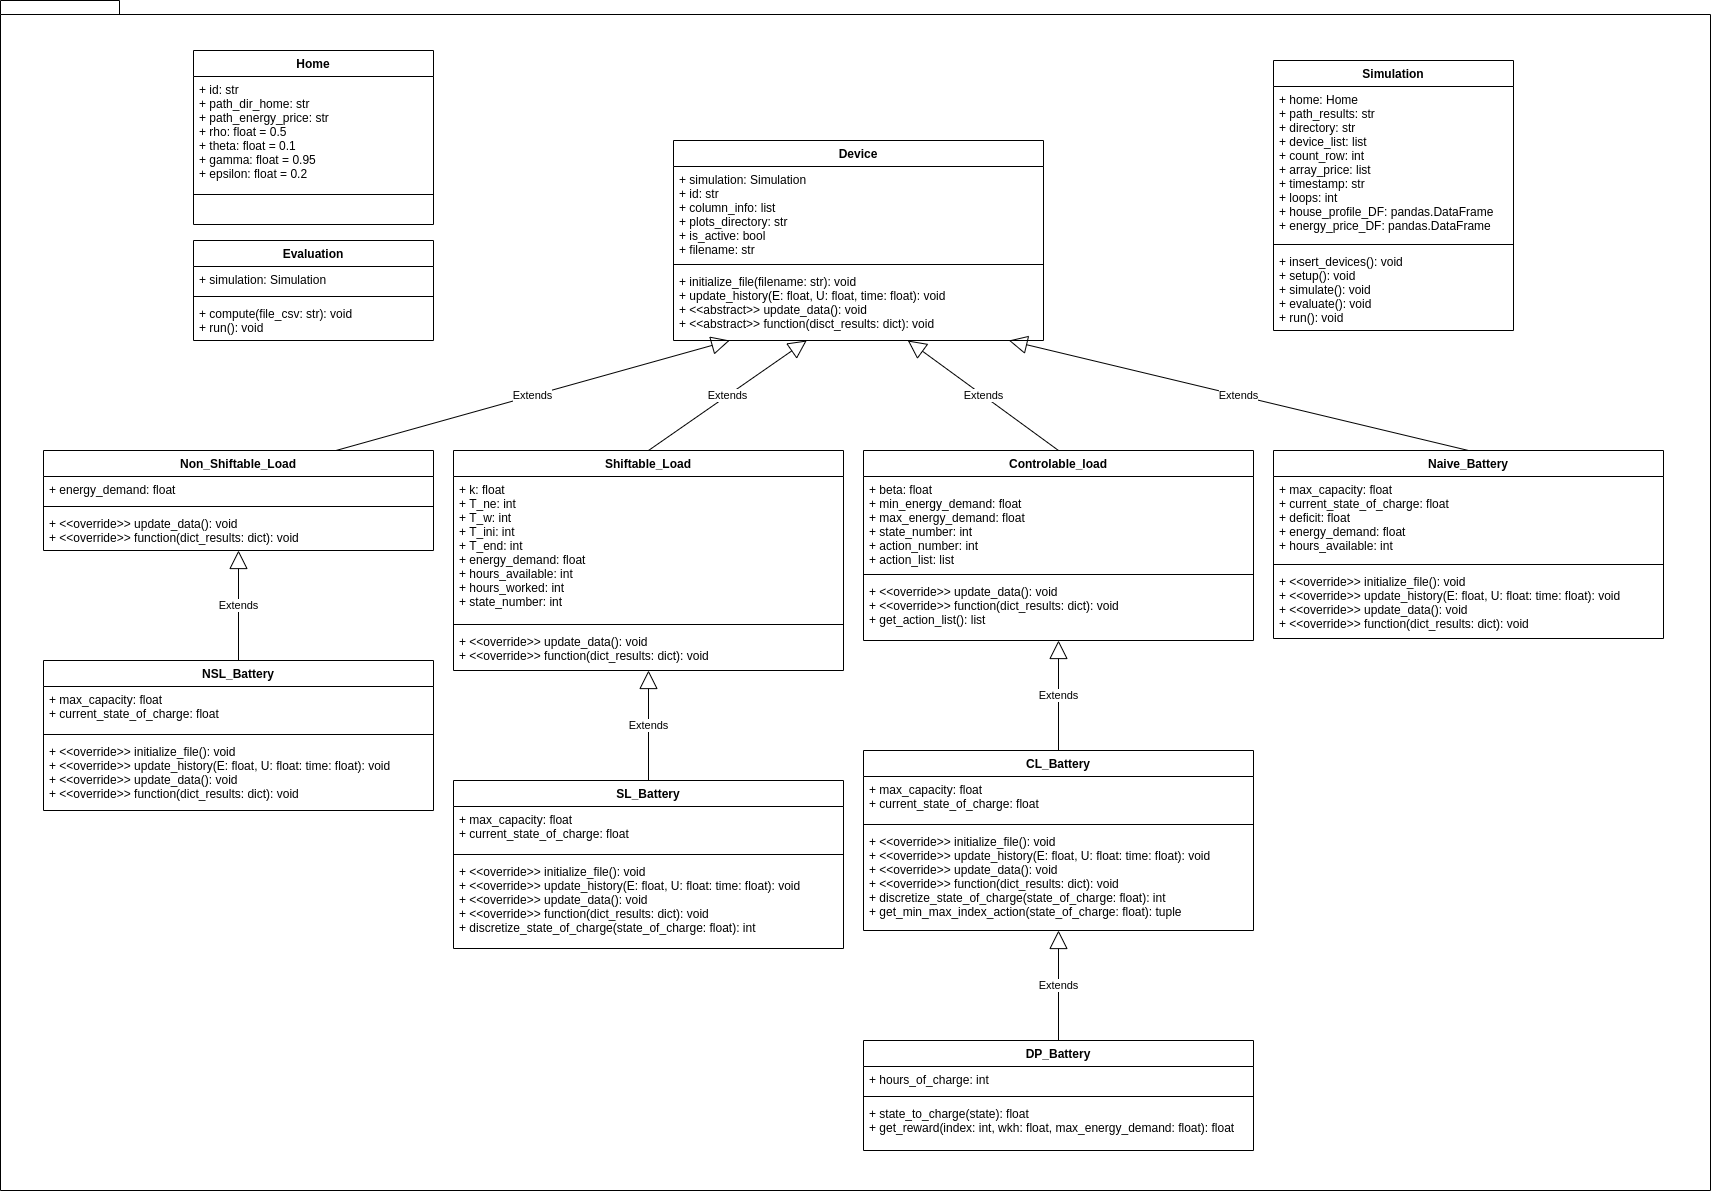 Home
+ id: str
+ path_dir_home: str
+ path_energy_price: str
+ rho: float = 0.5
+ theta: float = 0.1
+ gamma: float = 0.95
+ epsilon: float = 0.2
Evaluation
+ simulation: Simulation
+ compute(file_csv: str): void
+ run(): void
Device
+ simulation: Simulation
+ id: str
+ column_info: list
+ plots_directory: str
+ is_active: bool
+ filename: str
+ initialize_file(filename: str): void
+ update_history(E: float, U: float, time: float): void
+ <<abstract>> update_data(): void
+ <<abstract>> function(disct_results: dict): void
Simulation
+ home: Home
+ path_results: str
+ directory: str
+ device_list: list
+ count_row: int
+ array_price: list
+ timestamp: str
+ loops: int
+ house_profile_DF: pandas.DataFrame
+ energy_price_DF: pandas.DataFrame
+ insert_devices(): void
+ setup(): void
+ simulate(): void
+ evaluate(): void
+ run(): void
Extends
Extends
Extends
Extends
Non_Shiftable_Load
+ energy_demand: float
+ <<override>> update_data(): void
+ <<override>> function(dict_results: dict): void
Extends
NSL_Battery
+ max_capacity: float
+ current_state_of_charge: float
+ <<override>> initialize_file(): void
+ <<override>> update_history(E: float, U: float: time: float): void
+ <<override>> update_data(): void
+ <<override>> function(dict_results: dict): void
Shiftable_Load
+ k: float
+ T_ne: int
+ T_w: int
+ T_ini: int
+ T_end: int
+ energy_demand: float
+ hours_available: int
+ hours_worked: int
+ state_number: int
+ <<override>> update_data(): void
+ <<override>> function(dict_results: dict): void
Extends
SL_Battery
+ max_capacity: float
+ current_state_of_charge: float
+ <<override>> initialize_file(): void
+ <<override>> update_history(E: float, U: float: time: float): void
+ <<override>> update_data(): void
+ <<override>> function(dict_results: dict): void
+ discretize_state_of_charge(state_of_charge: float): int
Controlable_load
+ beta: float
+ min_energy_demand: float
+ max_energy_demand: float
+ state_number: int
+ action_number: int
+ action_list: list
+ <<override>> update_data(): void
+ <<override>> function(dict_results: dict): void
+ get_action_list(): list
Extends
CL_Battery
+ max_capacity: float
+ current_state_of_charge: float
+ <<override>> initialize_file(): void
+ <<override>> update_history(E: float, U: float: time: float): void
+ <<override>> update_data(): void
+ <<override>> function(dict_results: dict): void
+ discretize_state_of_charge(state_of_charge: float): int
+ get_min_max_index_action(state_of_charge: float): tuple
Extends
DP_Battery
+ hours_of_charge: int
+ state_to_charge(state): float
+ get_reward(index: int, wkh: float, max_energy_demand: float): float
Naive_Battery
+ max_capacity: float
+ current_state_of_charge: float
+ deficit: float
+ energy_demand: float
+ hours_available: int
+ <<override>> initialize_file(): void
+ <<override>> update_history(E: float, U: float: time: float): void
+ <<override>> update_data(): void
+ <<override>> function(dict_results: dict): void